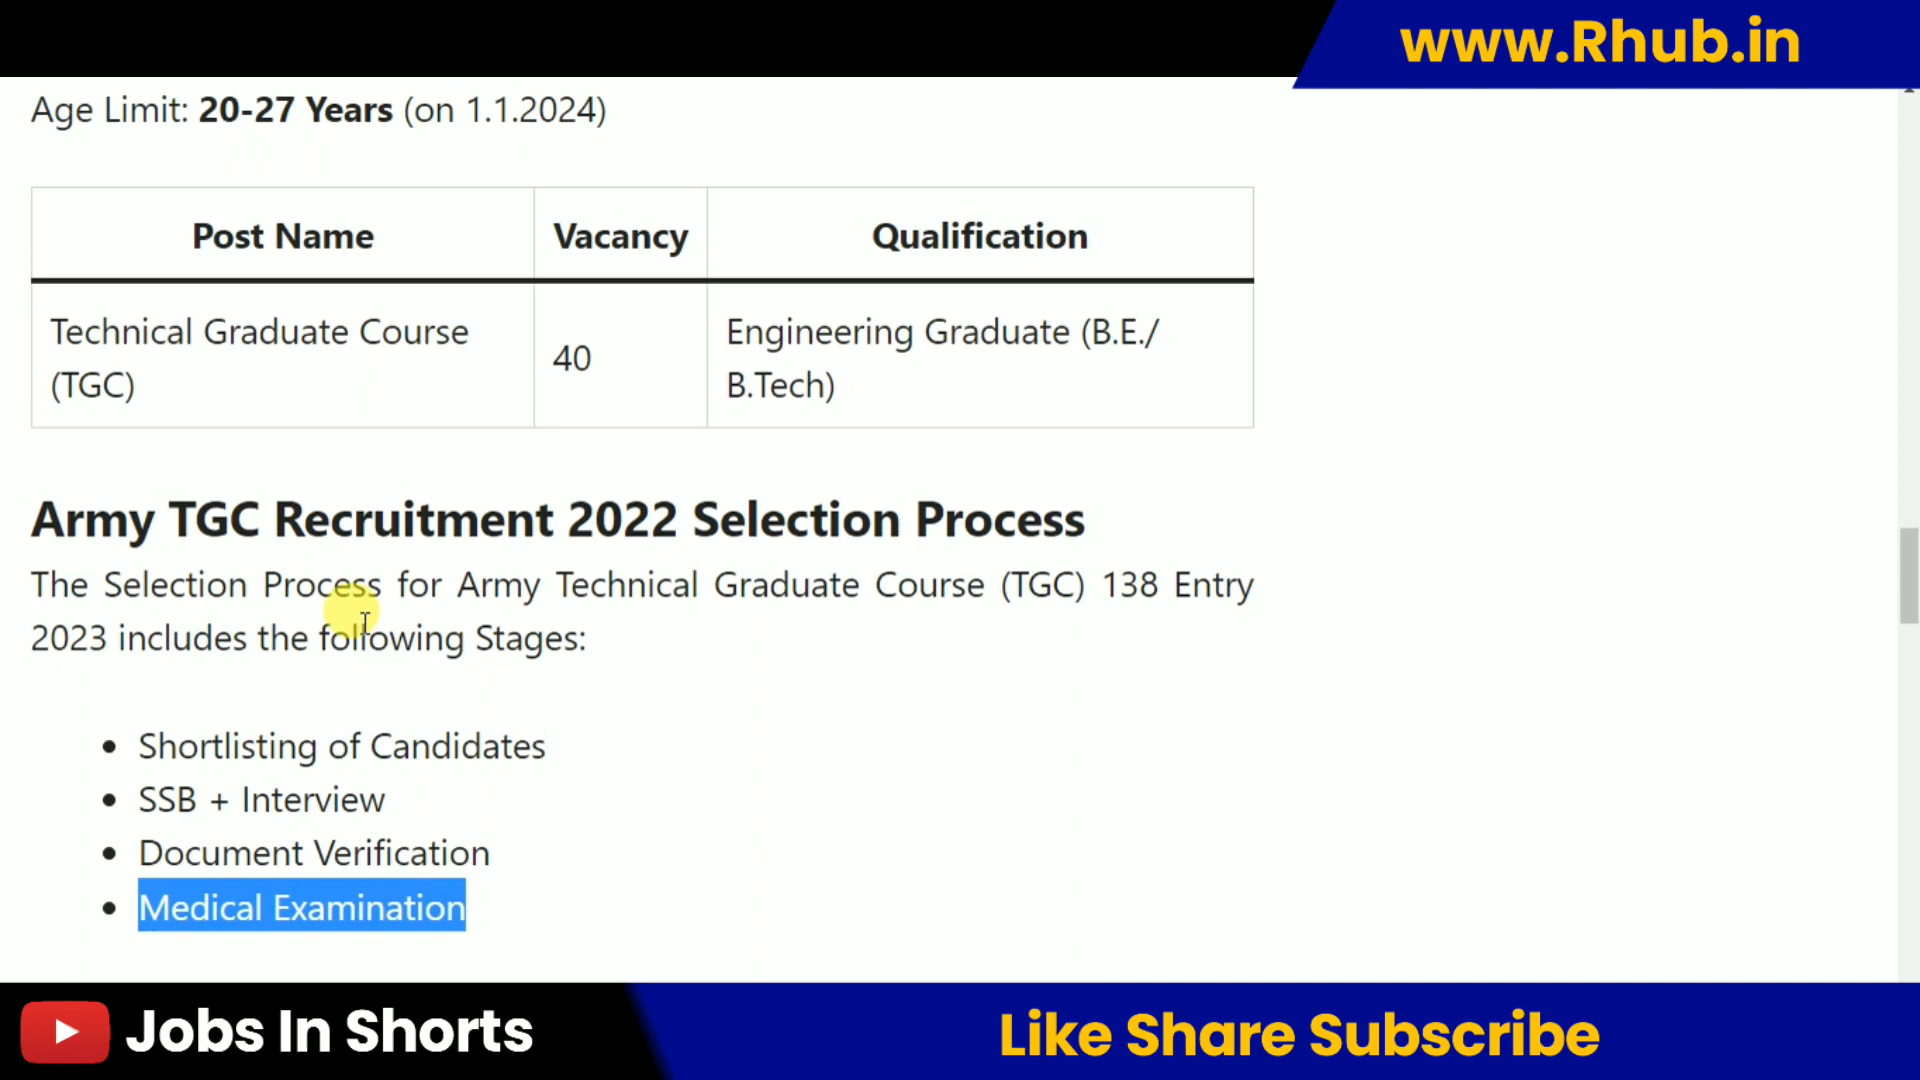 www.Rhub.in
Age Limit: 20-27 Years (on 1.1.2024)
Post Name Vacancy Qualification
Technical Graduate Course
(TGC)
40
Engineering Graduate (B.E./
B.Tech)
Army TGC Recruitment 2022 Selection Process
The Selection Process for Army Technical Graduate Course (TGC) 138 Entry
2023 includes the following Stages:
• Shortlisting of Candidates
• SSB + Interview
• Document Verification
• Medical Examination
Jobs In Shorts
Like Share Subscribe